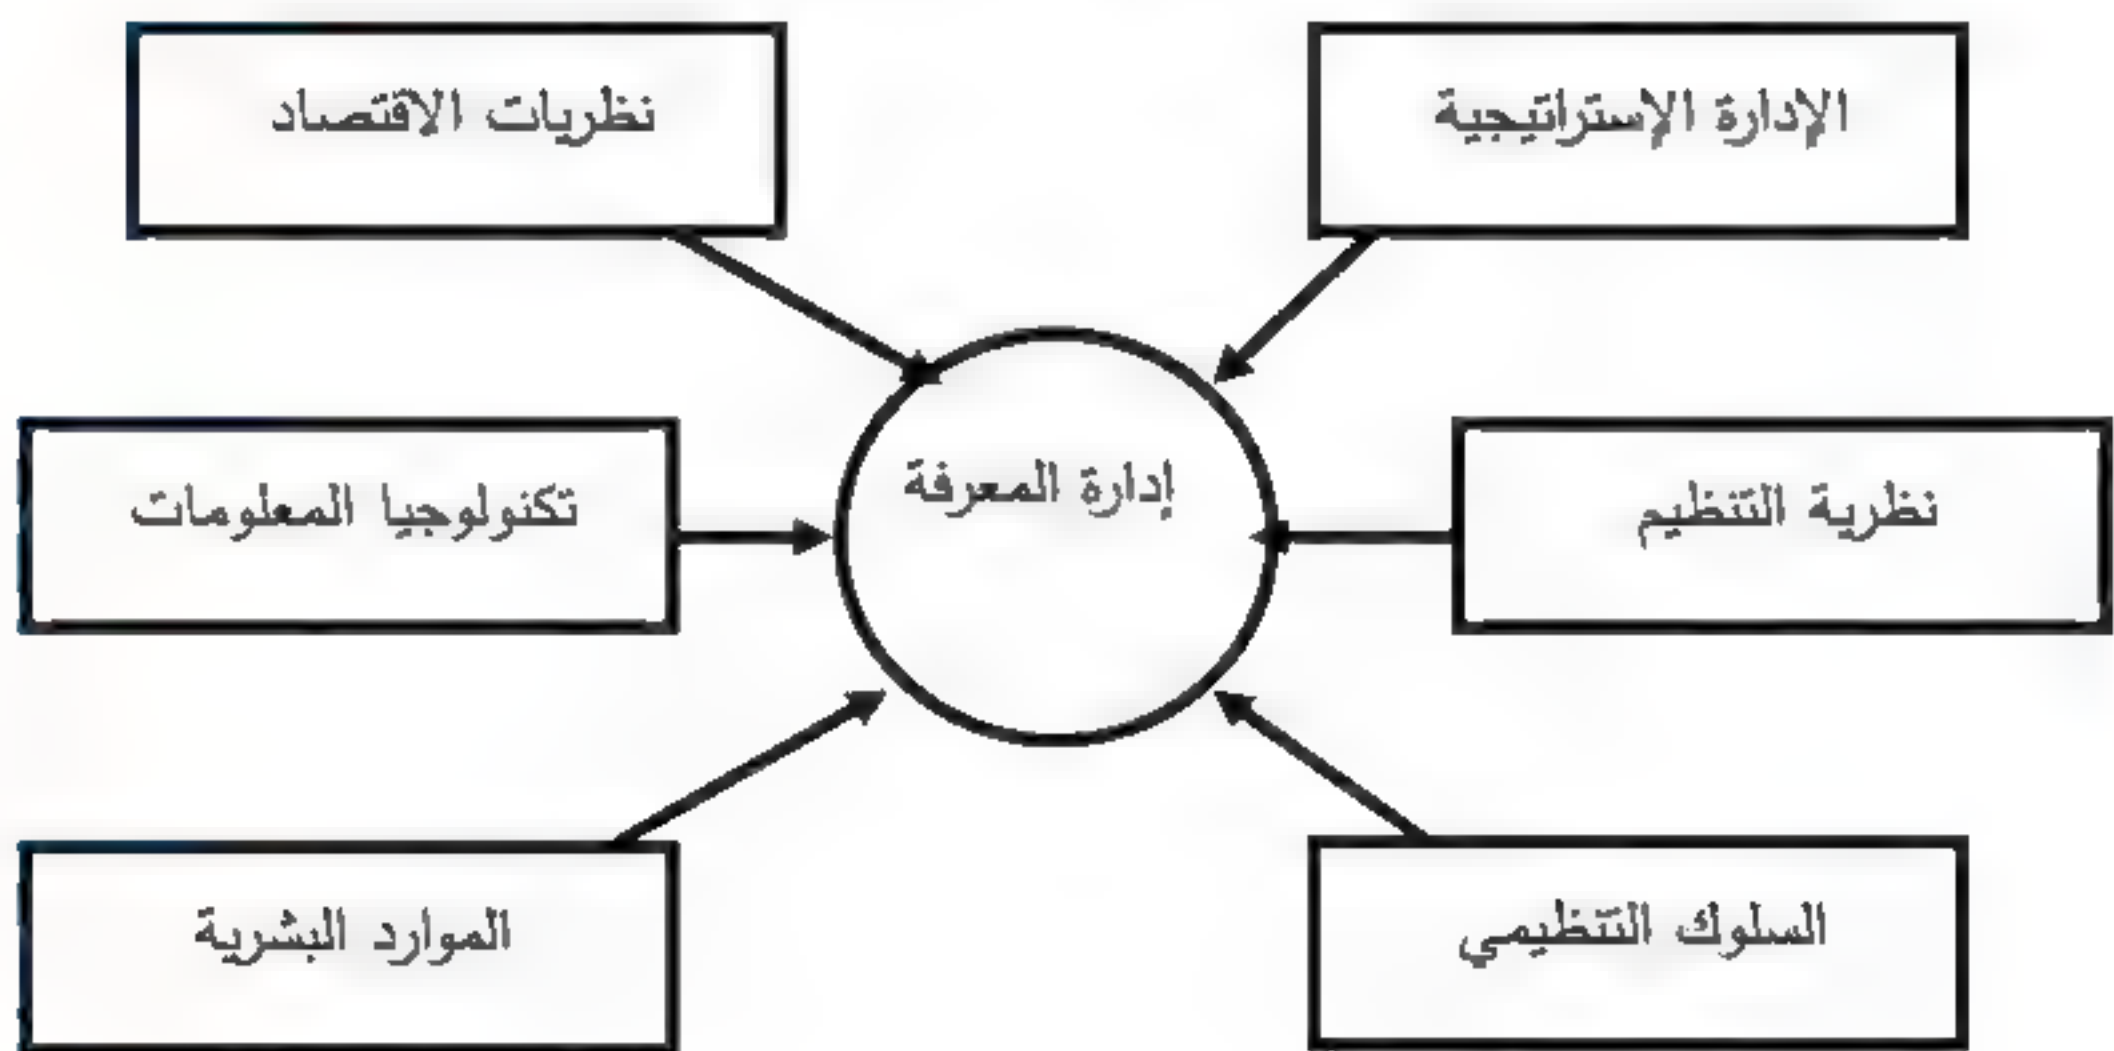 الإدارة الإستراتيجية
نظريات الاقتصاد
إدارة المعرفة
نظرية التنظيم
تكنولوجيا المعلومات
السلوك التنظيمي
الموارد البشرية